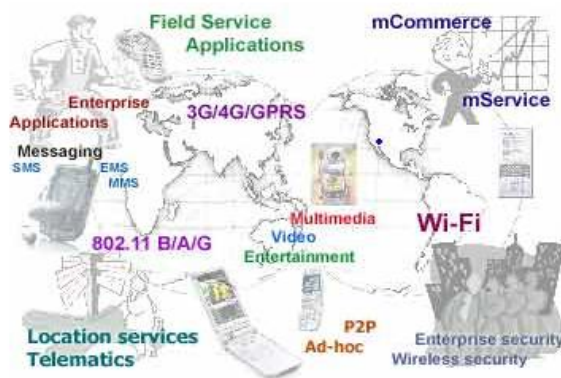 Field Service
Applications
mCommerce
mService
Enterprise
Applications
3G/4G/GPRS
Messaging
SMS
EMS
MMS
Multimedia
Video
Entertainment
Wi-Fi
802.11 B/A/G
Location services
Telematics
P2P
Ad-hoc
Enterprise security
Wireless security